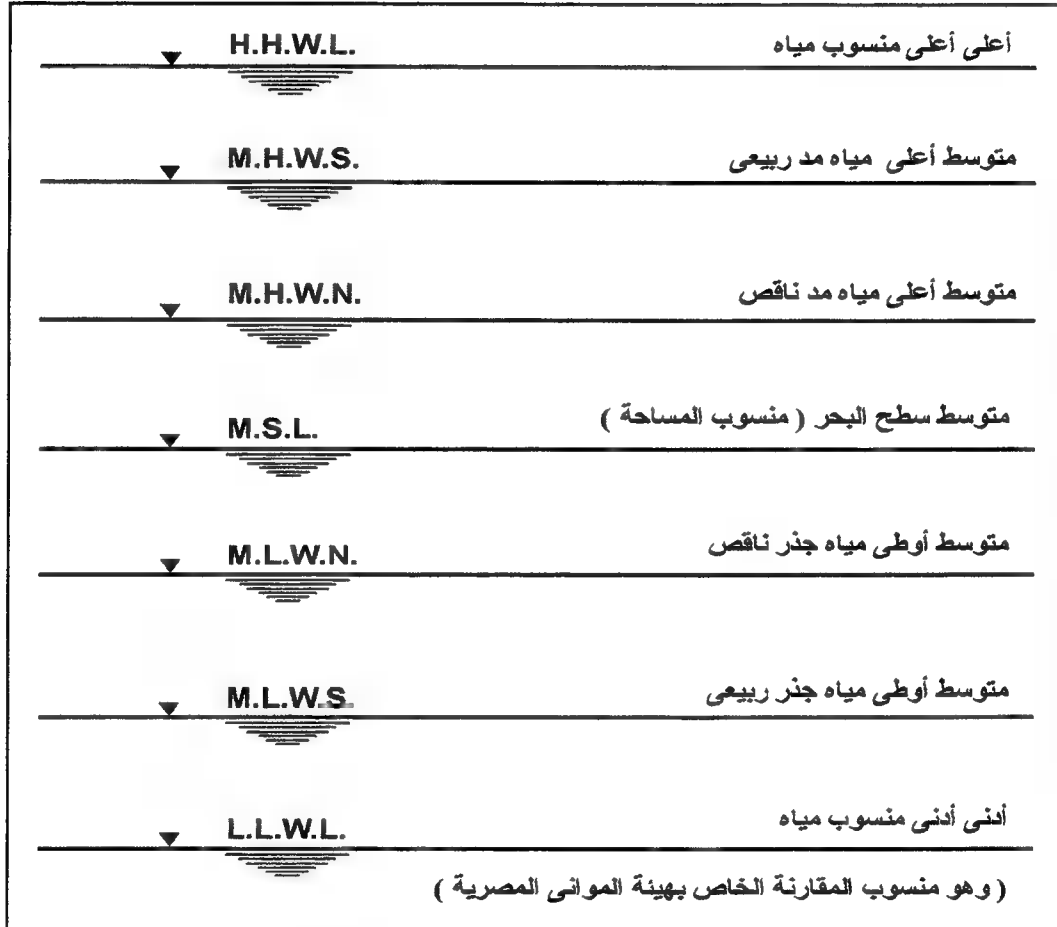 H.H.W.L. أعلى أعلى منسوب مياه
M.H.W.S. متوسط أعلى مياه مد ربيعى
M.H.W.N. متوسط أعلى مياه مد ناقص
M.S.L. متوسط سطح البحر ( منسوب المساحة )
M.L.W.N. متوسط أوطى مياه جذر ناقص
M.L.W.S. متوسط أوطى مياه جذر ربيعى
L.L.W.L. أدنى أدنى منسوب مياه
( وهو منسوب المقارنة الخاص بهيئة الموانى المصرية )